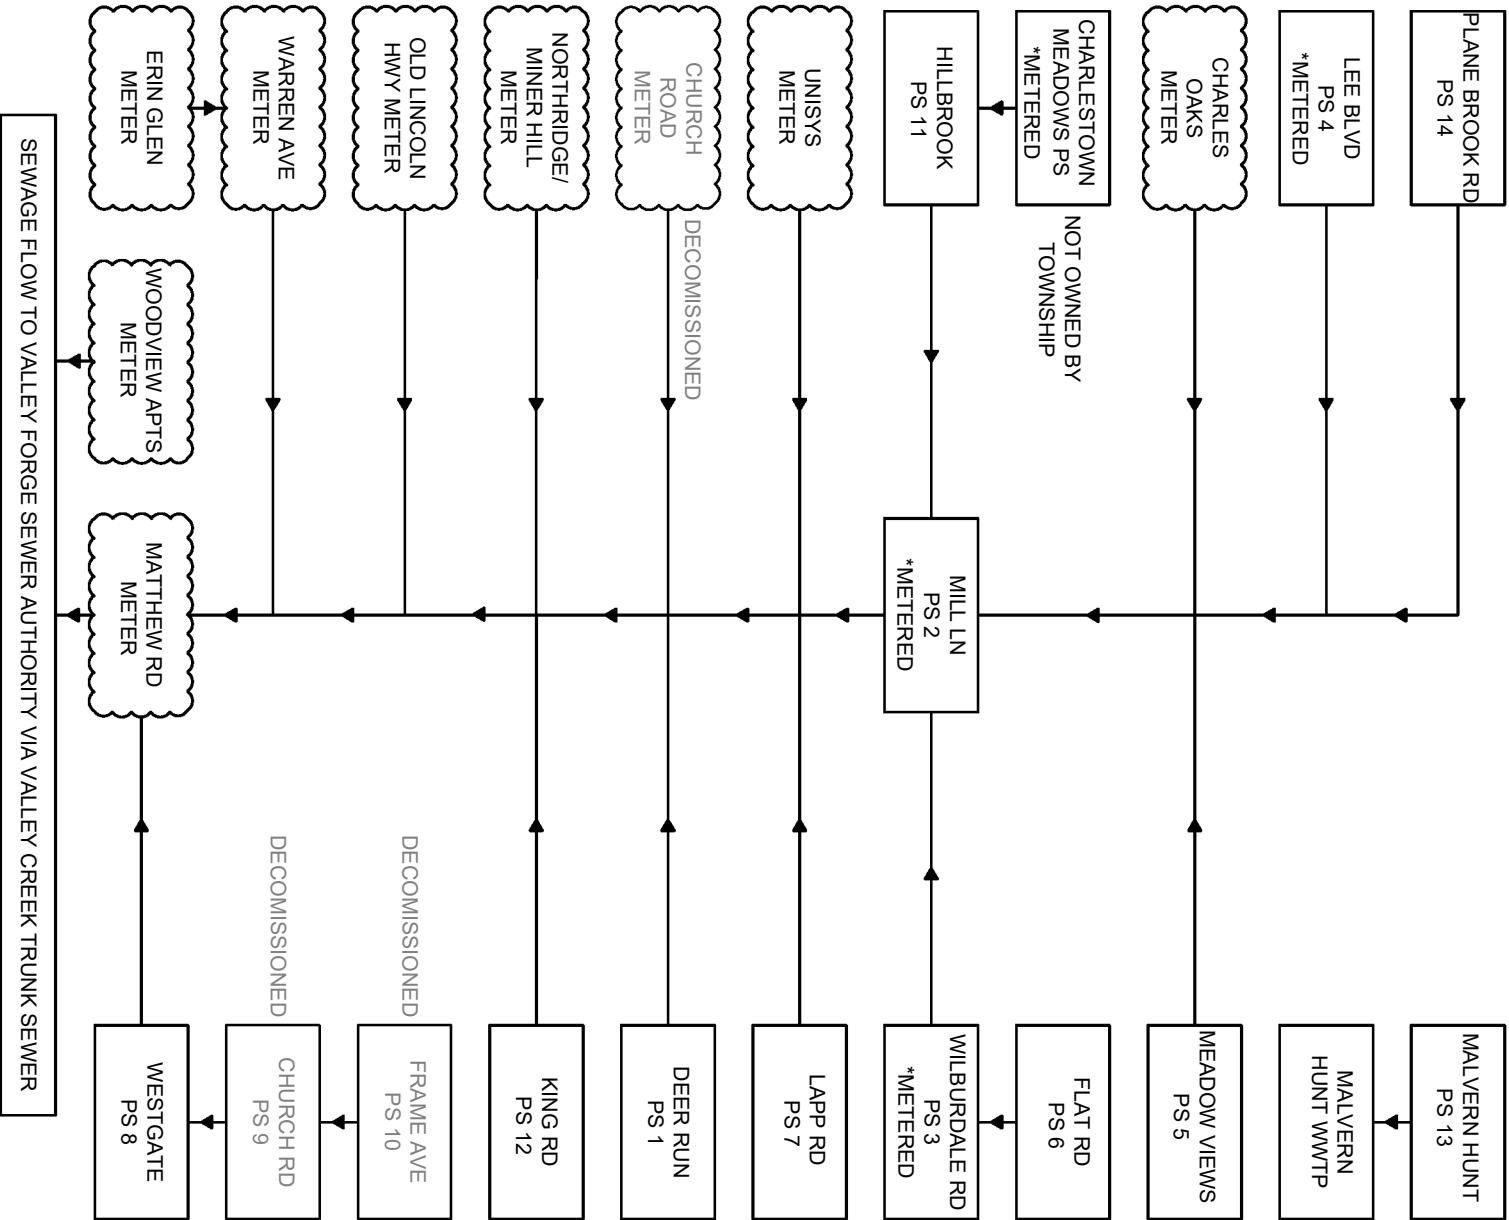 PLANE BROOK RD
PS 14
MALVERN HUNT
PS 13
LEE BLVD
PS 4
*METERED
MALVERN
HUNT WWTP
CHARLES
OAKS
METER
MEADOW VIEWS
PS 5
CHARLESTOWN
MEADOWS PS
*METERED
NOT OWNED BY
TOWNSHIP
FLAT RD
PS 6
HILLBROOK
PS 11
MILL LN
PS 2
*METERED
WILBURDALE RD
PS 3
*METERED
UNISYS
METER
LAPP RD
PS 7
CHURCH
ROAD
METER
DECOMISSIONED
DEER RUN
PS 1
NORTHRIDGE/
MINER HILL
METER
KING RD
PS 12
OLD LINCOLN
HWY METER
DECOMISSIONED
FRAME AVE
PS 10
WARREN AVE
METER
DECOMISSIONED
CHURCH RD
PS 9
ERIN GLEN
METER
WOODVIEW APTS
METER
MATTHEW RD
METER
WESTGATE
PS 8
SEWAGE FLOW TO VALLEY FORGE SEWER AUTHORITY VIA VALLEY CREEK TRUNK SEWER